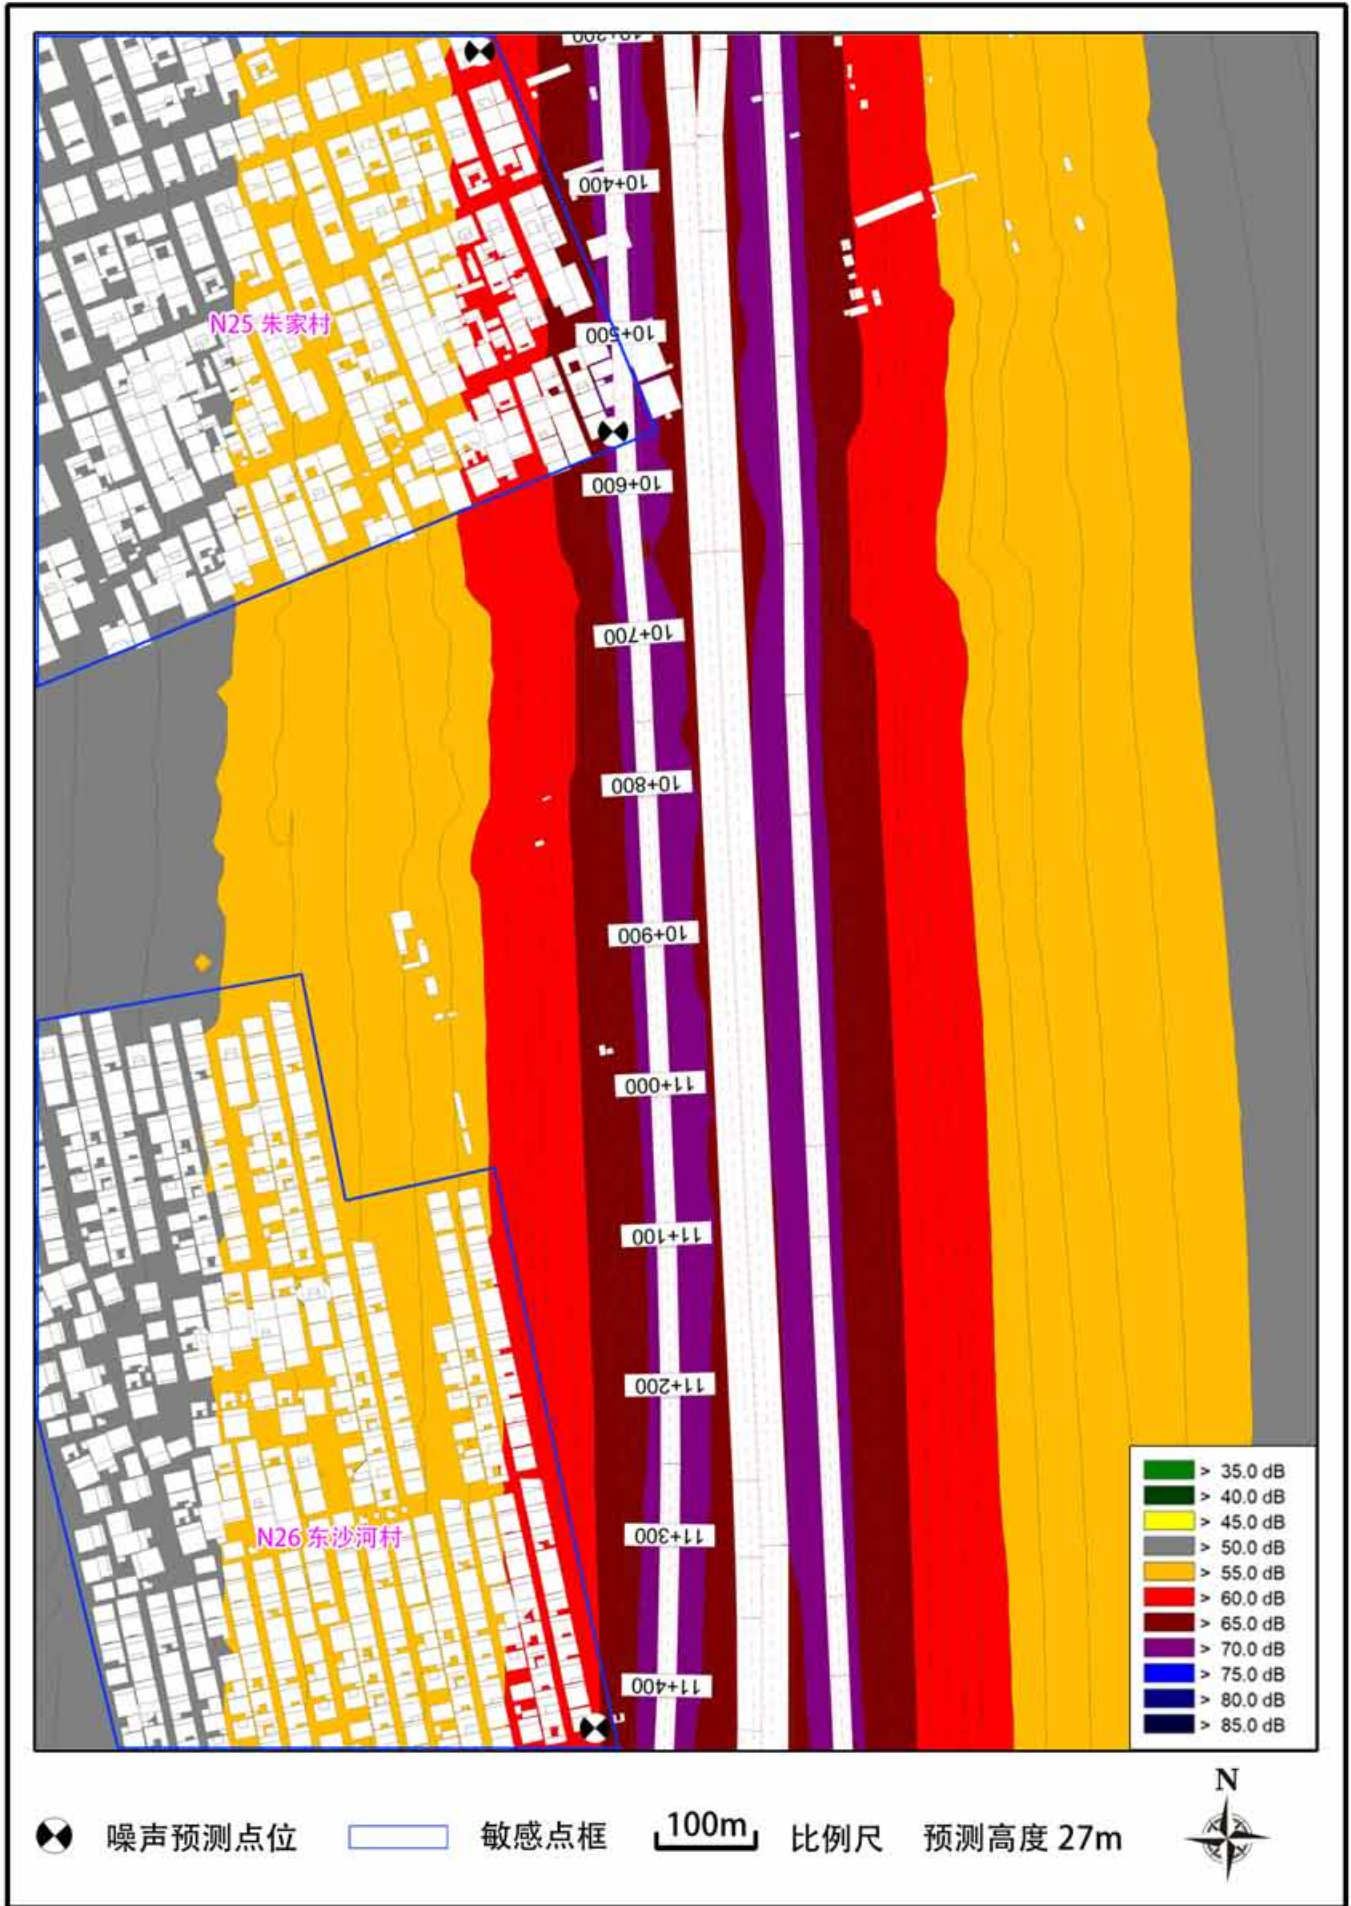 10+400
N25 朱家村
10+500
10+600
10+700
10+800
10+900
11+000
11+100
11+200
N26 东沙河村
11+300
11+400
> 35.0 dB
> 40.0 dB
> 45.0 dB
> 50.0 dB
> 55.0 dB
> 60.0 dB
> 65.0 dB
> 70.0 dB
> 75.0 dB
> 80.0 dB
> 85.0 dB
N
噪声预测点位 敏感点框 100m 比例尺 预测高度 27m